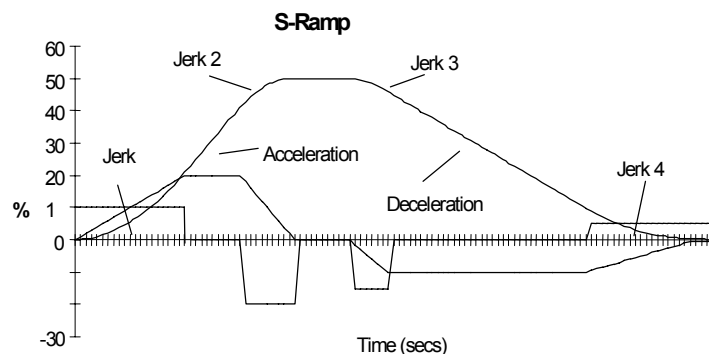 S-Ramp
60
50
40
30
20
1
0
-30
%
Jerk
Jerk 2
Acceleration
Jerk 3
Deceleration
Jerk 4
Time (secs)